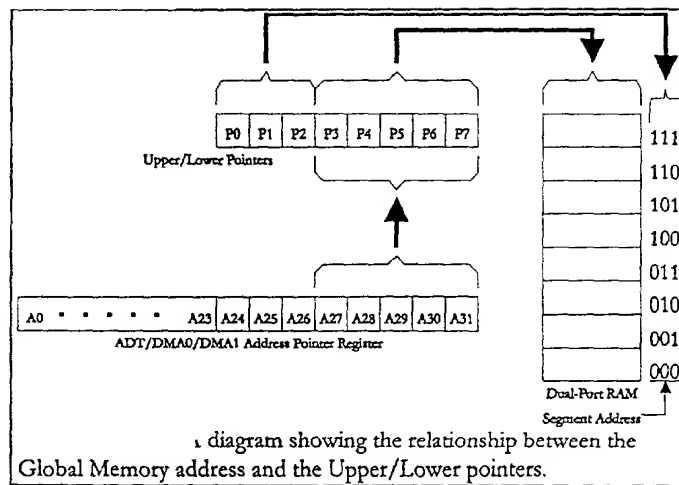 P0 P1 P2 P3 P4 P5 P6 P7
Upper/Lower Pointers
A0 . . . . . A23 A24 A25 A26 A27 A28 A29 A30 A31
ADT/DMA0/DMA1 Address Pointer Register
111
110
101
100
011
010
001
000
Dual-Port RAM
Segment Address
diagram showing the relationship between the
Global Memory address and the Upper/Lower pointers.